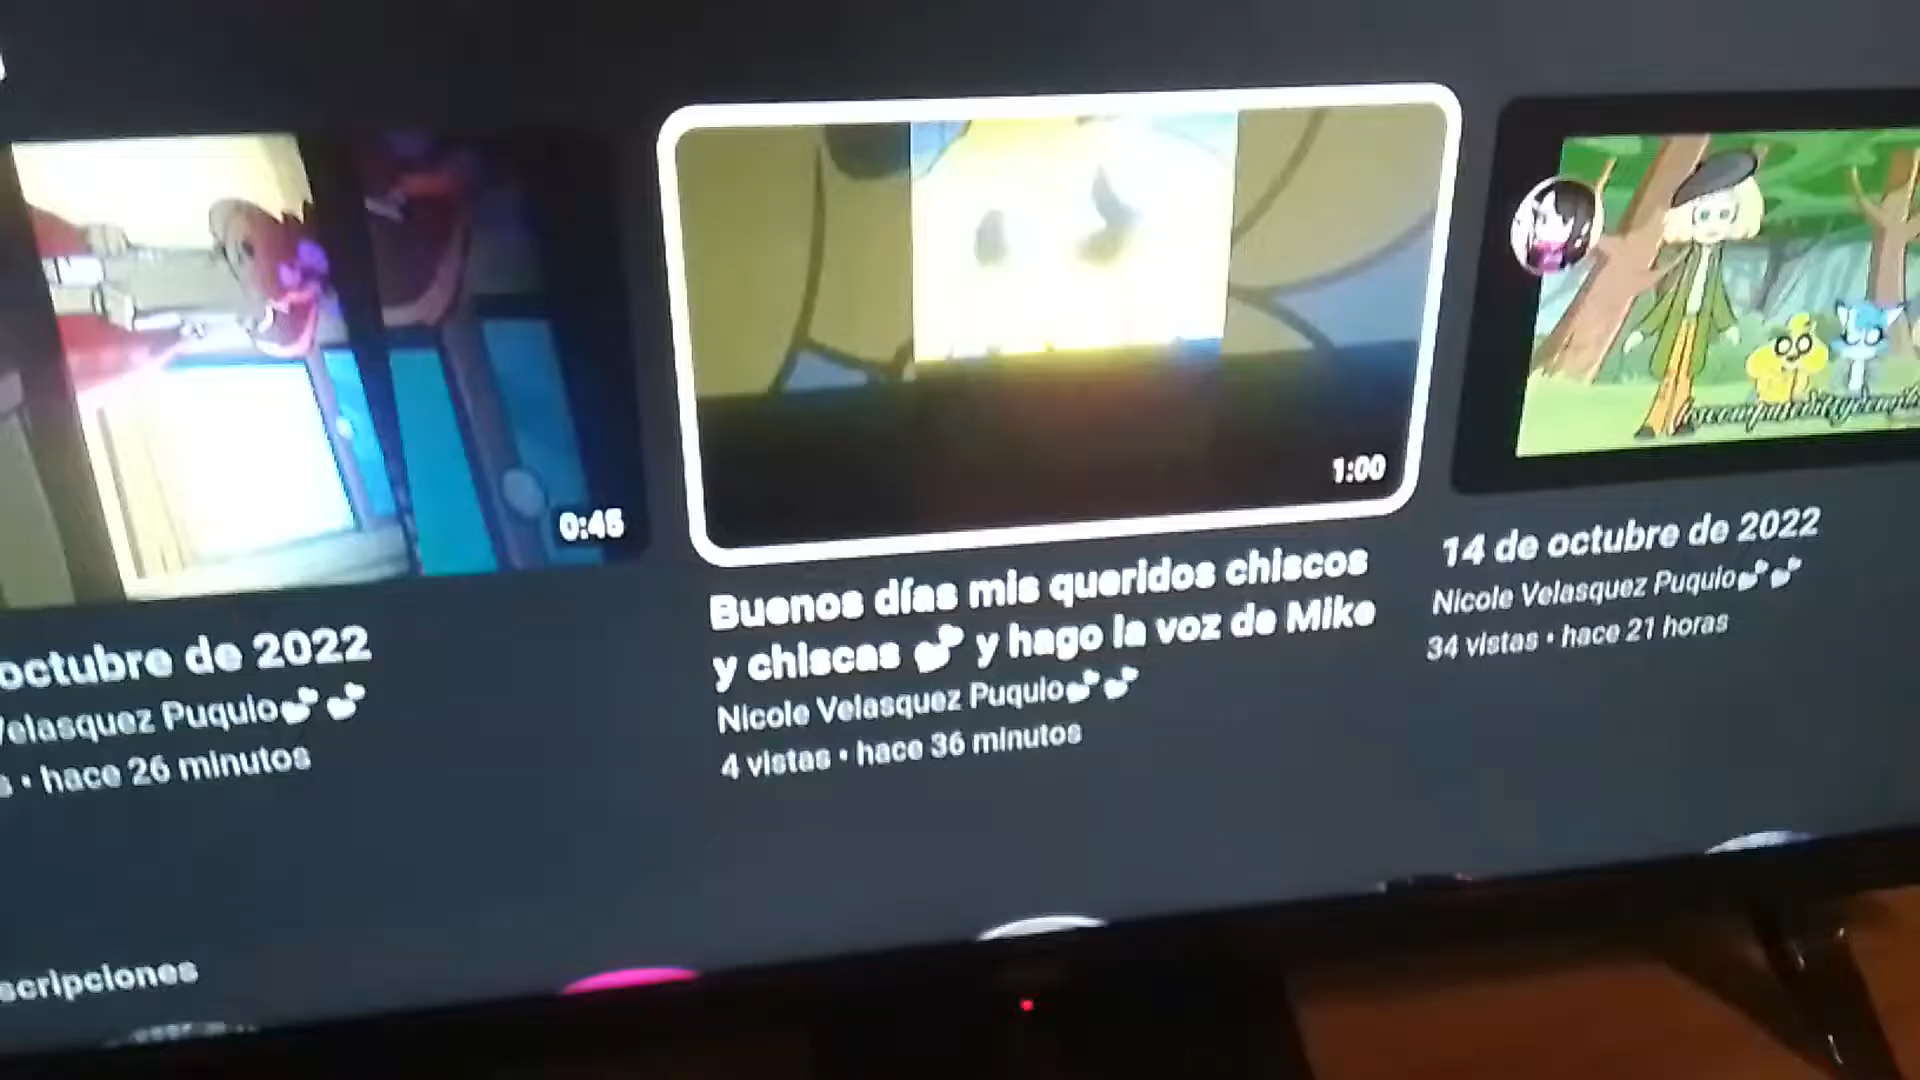 0:45
octubre de 2022
Velasquez Puquio💕💕
hace 26 minutos
1:00
Buenos días mis queridos chiscos
y chiscas 💕 y hago la voz de Mike
Nicole Velasquez Puquio💕💕
4 vistas • hace 36 minutos
14 de octubre de 2022
Nicole Velasquez Puquio💕💕
34 vistas • hace 21 horas
scripciones